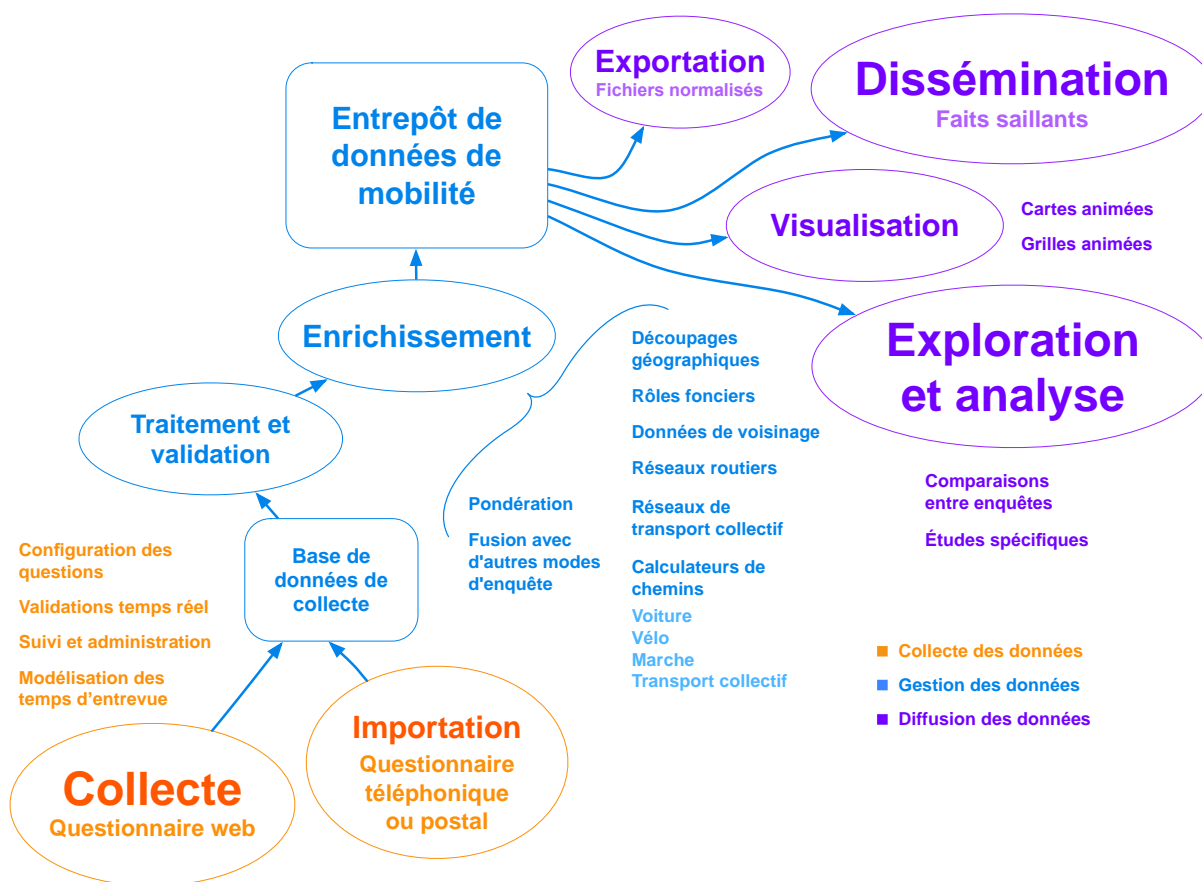 Exportation
Fichiers normalisés
Dissémination
Faits saillants
Entrepôt de
données de
mobilité
Visualisation
Cartes animées
Grilles animées
Enrichissement
Exploration
et analyse
Découpages
géographiques
Rôles fonciers
Données de voisinage
Réseaux routiers
Réseaux de
transport collectif
Calculateurs de
chemins
Voiture
Vélo
Marche
Transport collectif
Traitement et
validation
Pondération
Fusion avec
d'autres modes
d'enquête
Comparaisons
entre enquêtes
Études spécifiques
Base de
données de
collecte
Configuration des
questions
Validations temps réel
Suivi et administration
Modélisation des
temps d’entrevue
Collecte
Questionnaire web
Importation
Questionnaire
téléphonique
ou postal
Collecte des données
Gestion des données
Diffusion des données